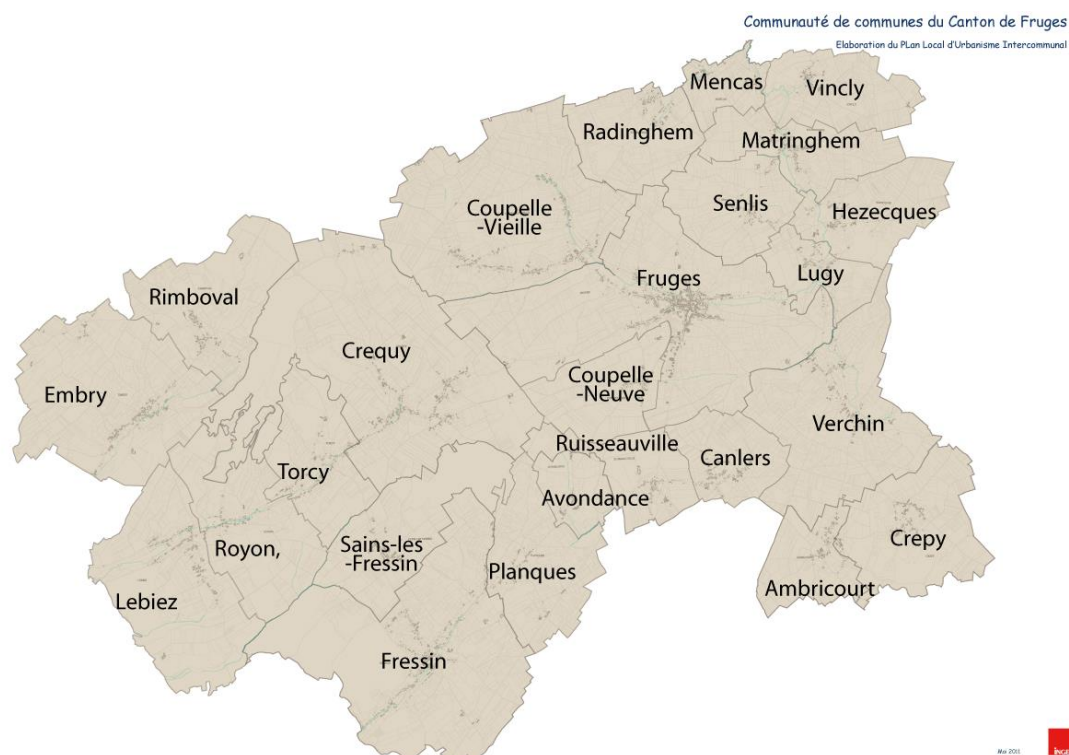 Communauté de communes du Canton de Fruges
Elaboration du PLan Local d'Urbanisme Intercommunal
Mencas
Vincly
Radinghem
Matringhem
Coupelle
-Vieille
Senlis
Hezecques
Rimboval
Fruges
Lugy
Crequy
Embry
Coupelle
-Neuve
Verchin
Ruisseauville
Canlers
Torcy
Avondance
Royon,
Sains-les
-Fressin
Planques
Crepy
Lebiez
Ambricourt
Fressin
Mai 2011
INGE